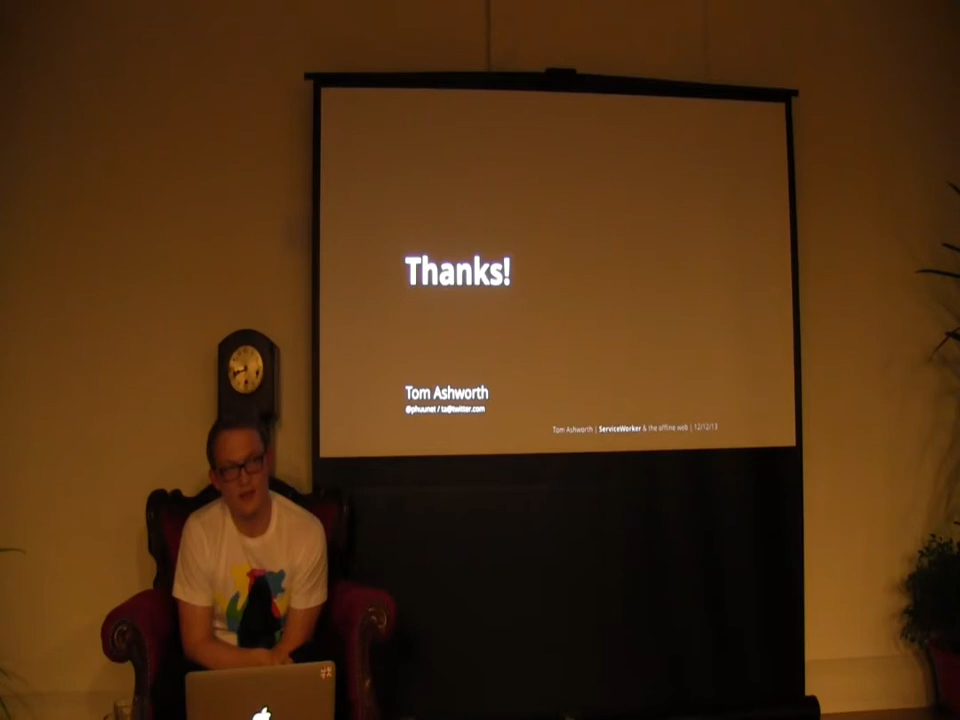 Thanks!
Tom Ashworth
@phuunet / ta@twitter.com
Tom Ashworth | ServiceWorker & the offline web | 12/12/13